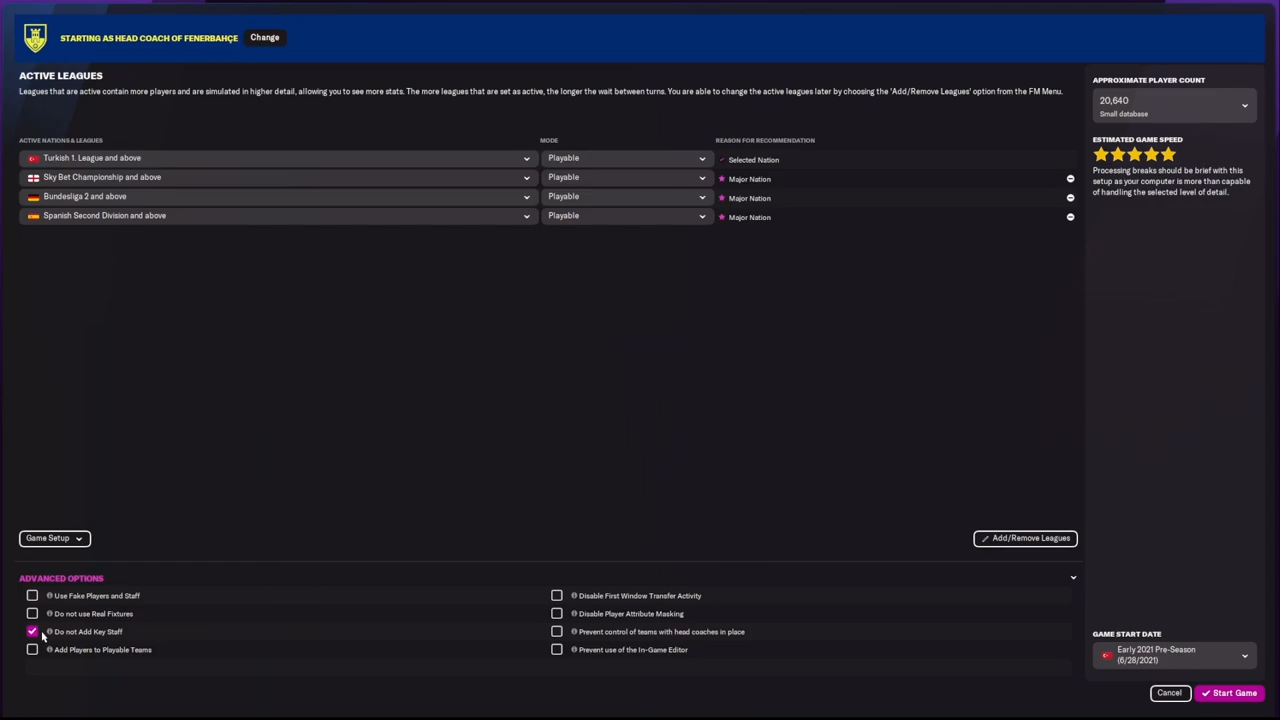 STARTING AS HEAD COACH OF FENERBAHÇE Change
ACTIVE LEAGUES
Leagues that are active contain more players and are simulated in higher detail, allowing you to see more stats. The more leagues that are set as active, the longer the wait between turns. You are able to change the active leagues later by choosing the 'Add/Remove Leagues' option from the FM Menu.
ACTIVE NATIONS & LEAGUES MODE REASON FOR RECOMMENDATION
Turkish 1. League and above Playable Selected Nation
Sky Bet Championship and above Playable Major Nation
Bundesliga 2 and above Playable Major Nation
Spanish Second Division and above Playable Major Nation
APPROXIMATE PLAYER COUNT
20,640
Small database
ESTIMATED GAME SPEED
Processing breaks should be brief with this
setup as your computer is more than capable
of handling the selected level of detail.
Game Setup Add/Remove Leagues
ADVANCED OPTIONS
Use Fake Players and Staff Disable First Window Transfer Activity
Do not use Real Fixtures Disable Player Attribute Masking
Do not Add Key Staff Prevent control of teams with head coaches in place
Add Players to Playable Teams Prevent use of the In-Game Editor
GAME START DATE
Early 2021 Pre-Season
(6/28/2021)
Cancel Start Game